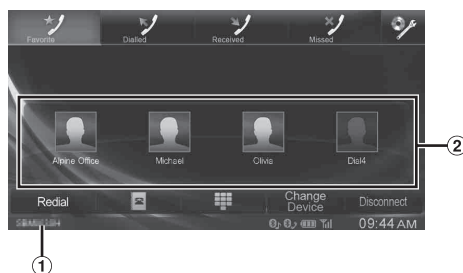 Favorite Dialled Received Missed
Alpine Office Michael Olivia Dial4
2
Redial Change Device Disconnect
09:44 AM
1